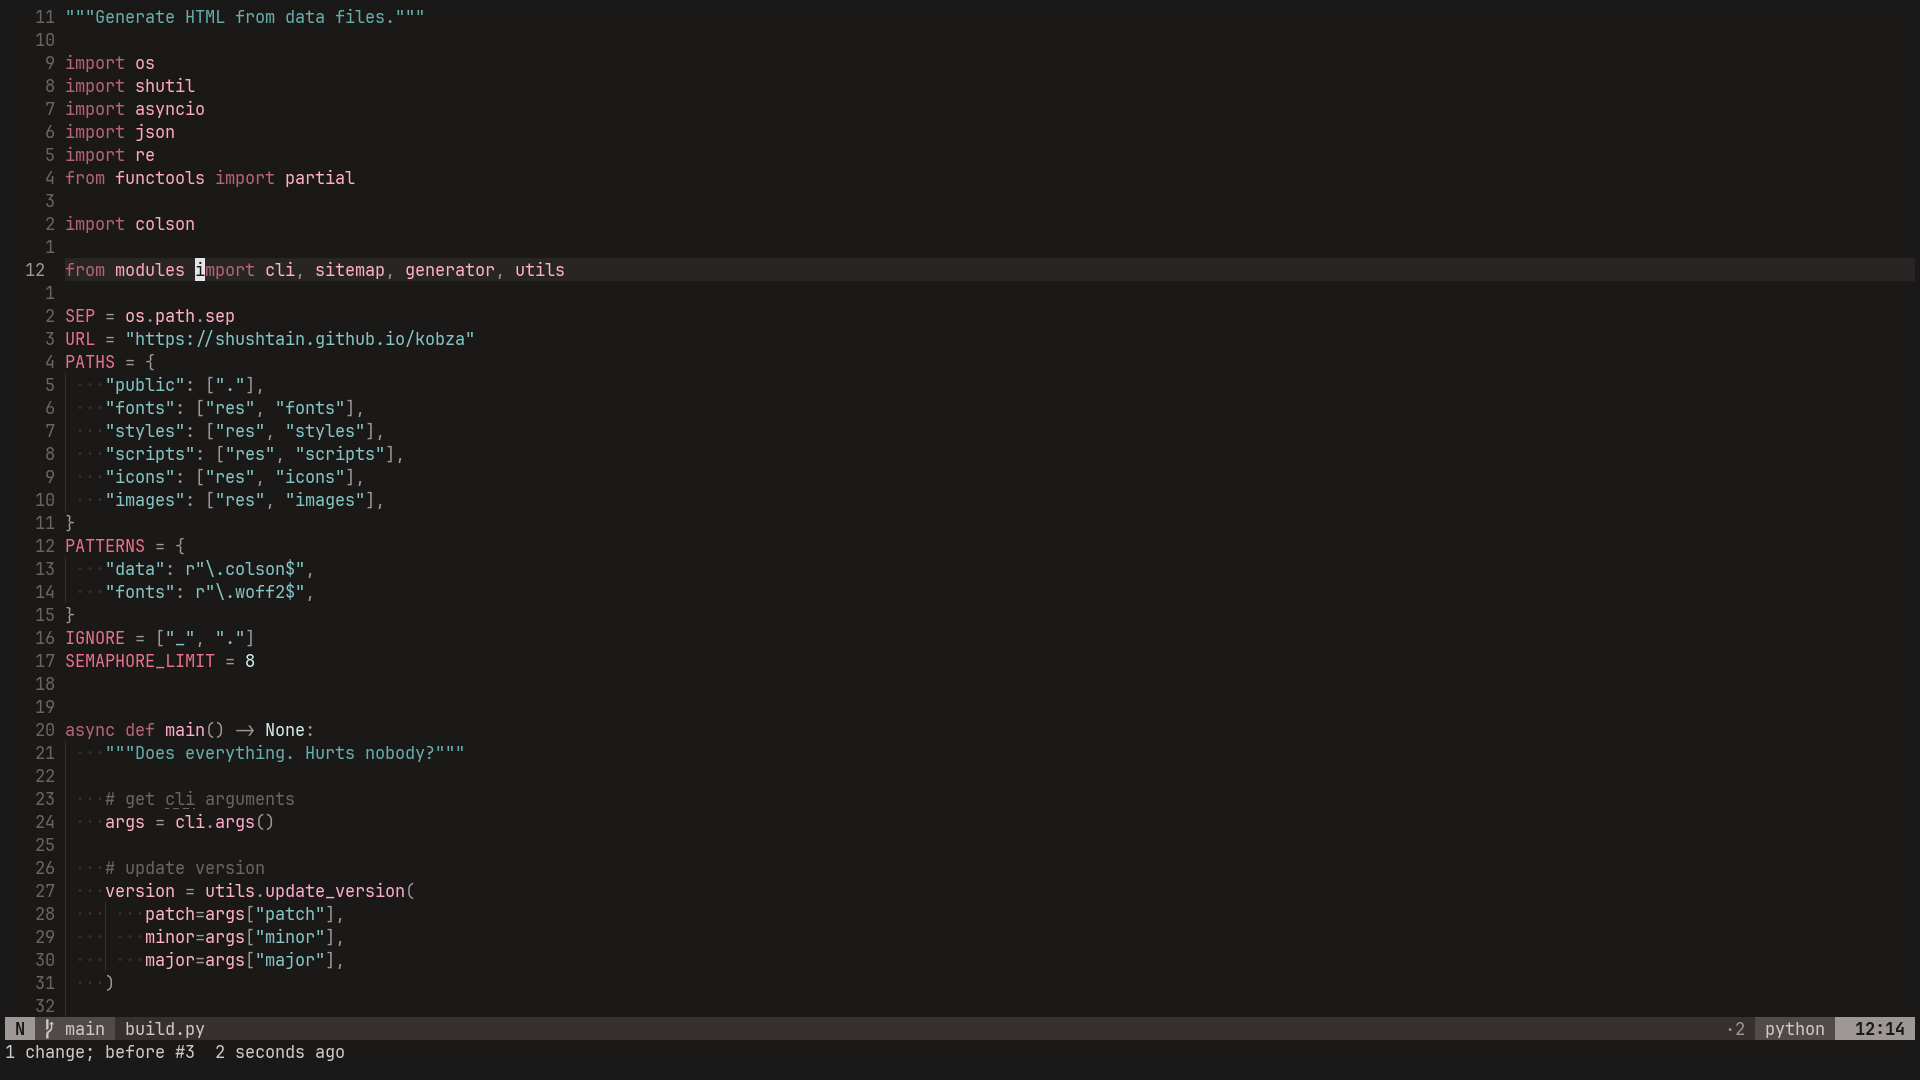 11 """Generate HTML from data files."""
10
9 import os
8 import shutil
7 import asyncio
6 import json
5 import re
4 from functools import partial
3
2 import colson
1
12 from modules import cli, sitemap, generator, utils
1
2 SEP = os.path.sep
3 URL = "https://shushtain.github.io/kobza"
4 PATHS = {
5 ···"public": ["."],
6 ···"fonts": ["res", "fonts"],
7 ···"styles": ["res", "styles"],
8 ···"scripts": ["res", "scripts"],
9 ···"icons": ["res", "icons"],
10 ···"images": ["res", "images"],
11 }
12 PATTERNS = {
13 ···"data": r"\.colson$",
14 ···"fonts": r"\.woff2$",
15 }
16 IGNORE = ["_", "."]
17 SEMAPHORE_LIMIT = 8
18
19
20 async def main() -> None:
21 ···"""Does everything. Hurts nobody?"""
22
23 ···# get cli arguments
24 ···args = cli.args()
25
26 ···# update version
27 ···version = utils.update_version(
28 ··· ···patch=args["patch"],
29 ··· ···minor=args["minor"],
30 ··· ···major=args["major"],
31 ···)
32
N main build.py ·2 python 12:14
1 change; before #3 2 seconds ago